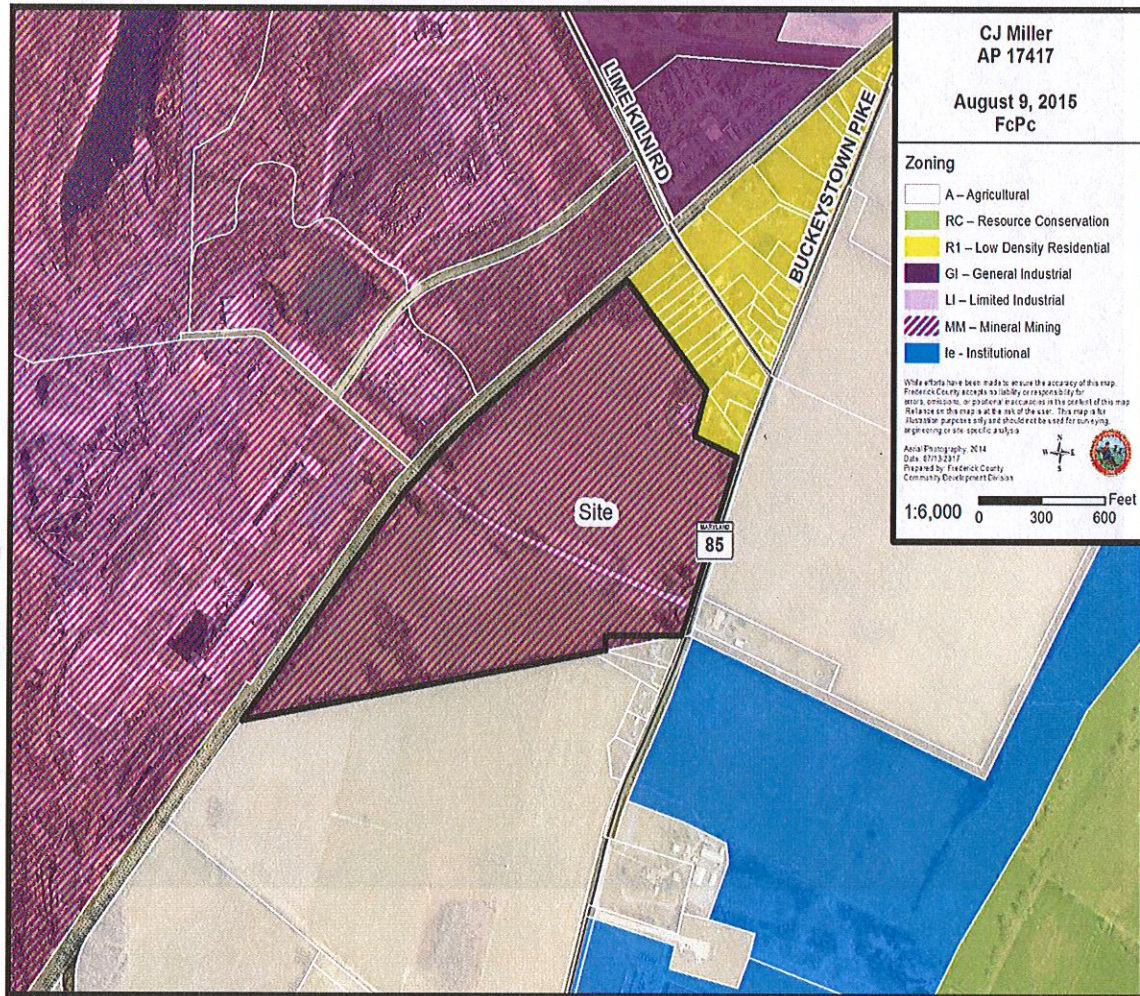 CJ Miller
AP 17417
August 9, 2015
FcPc
Zoning
A – Agricultural
RC – Resource Conservation
R1 – Low Density Residential
GI – General Industrial
LI – Limited Industrial
MM – Mineral Mining
Ie - Institutional
While efforts have been made to ensure the accuracy of this map,
Frederick County accepts no liability or responsibility for
errors, omissions, or positional inaccuracies in the content of this map.
Reliance on this map is at the risk of the user. This map is for
illustration purposes only and should not be used for surveying,
engineering or site-specific analysis
Aerial Photography: 2014
Date: 07/13/2017
Prepared by: Frederick County
Community Development Division
N
W E
S
1:6,000
Feet
0 300 600
LIME KILN RD
BUCKEYSTOWN PIKE
Site
MARYLAND
85